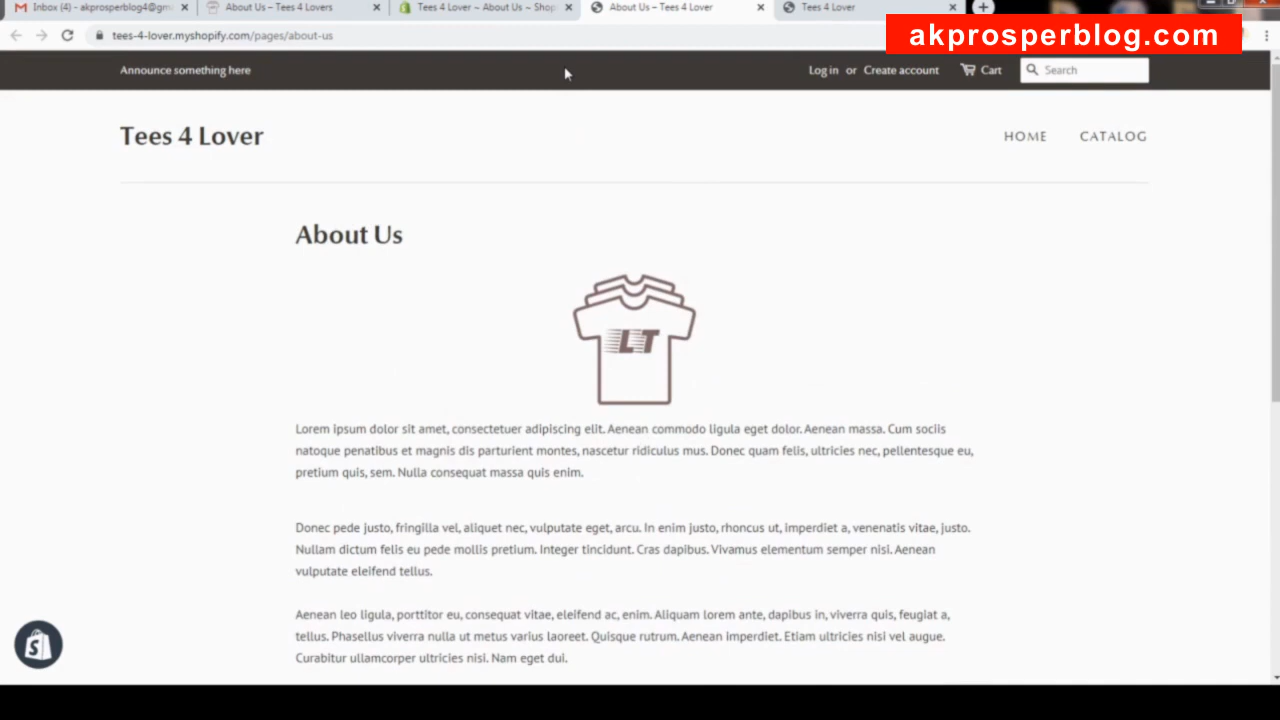 Inbox (4) - akprosperblog4@gm
About Us – Tees 4 Lovers
Tees 4 Lover ~ About Us ~ Shop
About Us – Tees 4 Lover
Tees 4 Lover
akprosperblog.com
tees-4-lover.myshopify.com/pages/about-us
Announce something here
Log in or Create account
Cart
Search
Tees 4 Lover
HOME
CATALOG
About Us
LT
Lorem ipsum dolor sit amet, consectetuer adipiscing elit. Aenean commodo ligula eget dolor. Aenean massa. Cum sociis
natoque penatibus et magnis dis parturient montes, nascetur ridiculus mus. Donec quam felis, ultricies nec, pellentesque eu,
pretium quis, sem. Nulla consequat massa quis enim.
Donec pede justo, fringilla vel, aliquet nec, vulputate eget, arcu. In enim justo, rhoncus ut, imperdiet a, venenatis vitae, justo.
Nullam dictum felis eu pede mollis pretium. Integer tincidunt. Cras dapibus. Vivamus elementum semper nisi. Aenean
vulputate eleifend tellus.
Aenean leo ligula, porttitor eu, consequat vitae, eleifend ac, enim. Aliquam lorem ante, dapibus in, viverra quis, feugiat a,
tellus. Phasellus viverra nulla ut metus varius laoreet. Quisque rutrum. Aenean imperdiet. Etiam ultricies nisi vel augue.
Curabitur ullamcorper ultricies nisi. Nam eget dui.